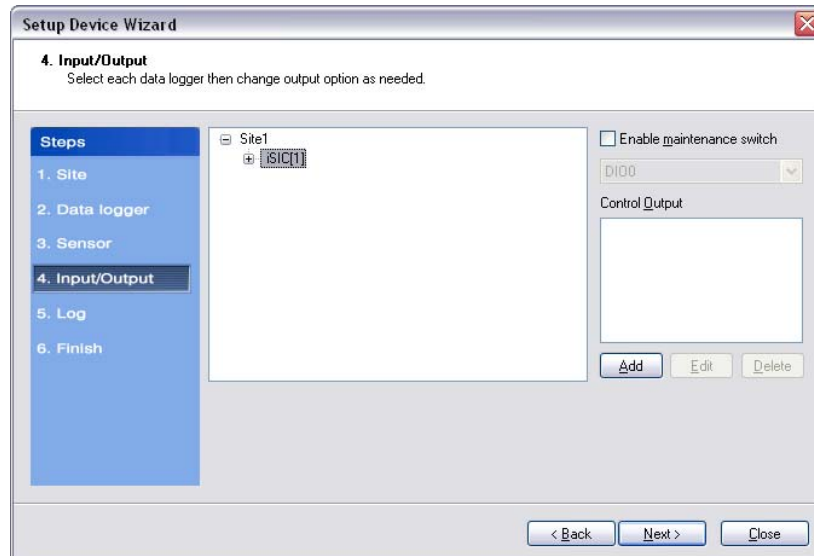 Setup Device Wizard
4. Input/Output
Select each data logger then change output option as needed.
Steps
1. Site
2. Data logger
3. Sensor
4. Input/Output
5. Log
6. Finish
Site1
iSIC[1]
Enable maintenance switch
DIO0
Control Output
Add
Edit
Delete
< Back
Next >
Close